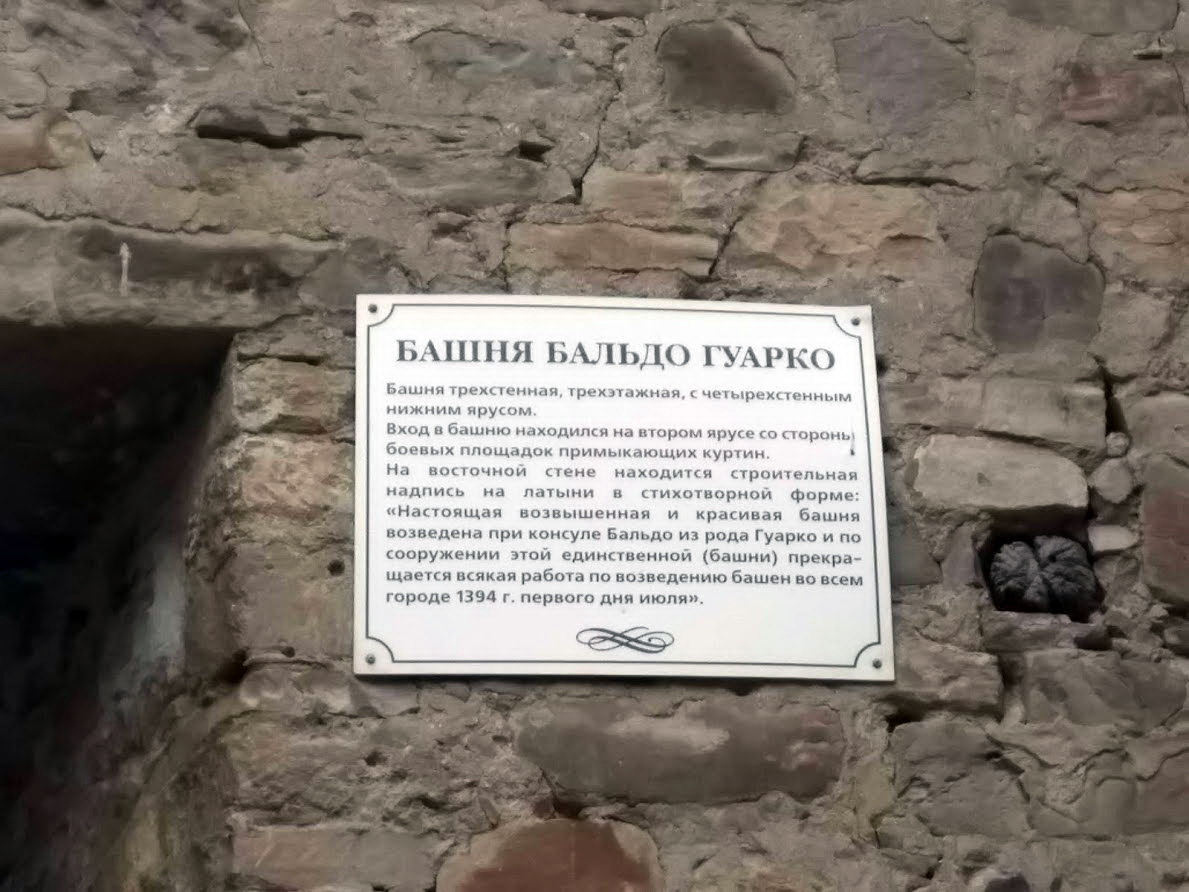 БАШНЯ БАЛЬДО ГУАРКО
Башня трехстенная, трехэтажная, с четырехстенным
нижним ярусом.
Вход в башню находился на втором ярусе со стороны
боевых площадок примыкающих куртин.
На восточной стене находится строительная
надпись на латыни в стихотворной форме:
«Настоящая возвышенная и красивая башня
возведена при консуле Бальдо из рода Гуарко и по
сооружении этой единственной (башни) прекра-
щается всякая работа по возведению башен во всем
городе 1394 г. первого дня июля».